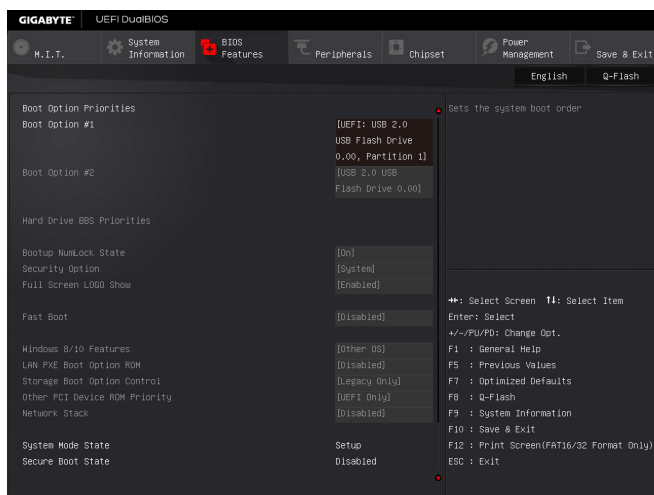 GIGABYTE™ UEFI DualBIOS
M.I.T.
System Information
BIOS Features
Peripherals
Chipset
Power Management
Save & Exit
English Q-Flash
Boot Option Priorities
Boot Option #1 [UEFI: USB 2.0
USB Flash Drive
0.00, Partition 1]
Boot Option #2 [USB 2.0 USB
Flash Drive 0.00]
Hard Drive BBS Priorities
Bootup NumLock State [On]
Security Option [System]
Full Screen LOGO Show [Enabled]
Fast Boot [Disabled]
Windows 8/10 Features [Other OS]
LAN PXE Boot Option ROM [Disabled]
Storage Boot Option Control [Legacy Only]
Other PCI Device ROM Priority [UEFI Only]
Network Stack [Disabled]
System Mode State Setup
Secure Boot State Disabled
Sets the system boot order
→←: Select Screen ↑↓: Select Item
Enter: Select
+/-/PU/PD: Change Opt.
F1 : General Help
F5 : Previous Values
F7 : Optimized Defaults
F8 : Q-Flash
F9 : System Information
F10 : Save & Exit
F12 : Print Screen(FAT16/32 Format Only)
ESC : Exit